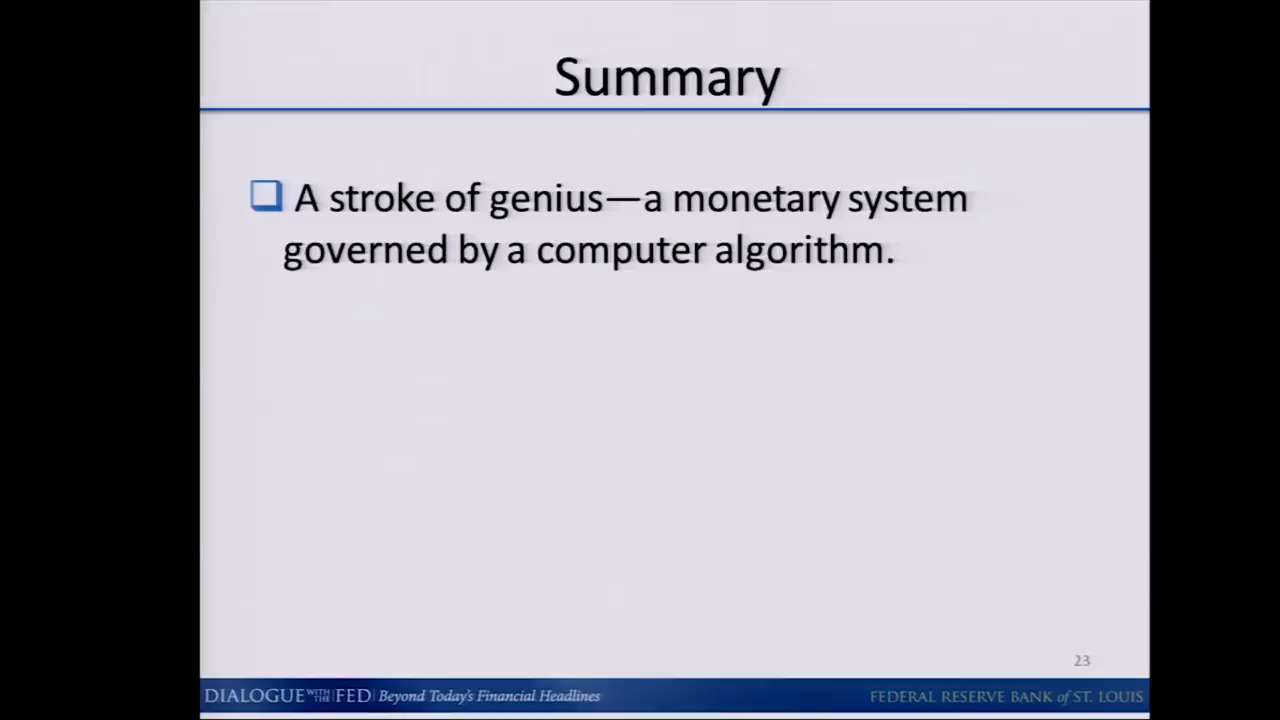 Summary
A stroke of genius—a monetary system
governed by a computer algorithm.
23
DIALOGUE WITH THE FED Beyond Today's Financial Headlines
FEDERAL RESERVE BANK of ST. LOUIS